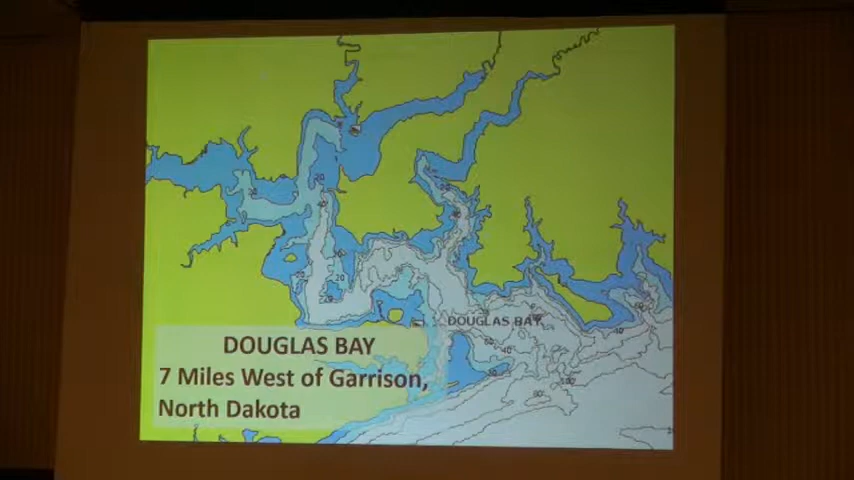 DOUGLAS BAY
DOUGLAS BAY
7 Miles West of Garrison,
North Dakota